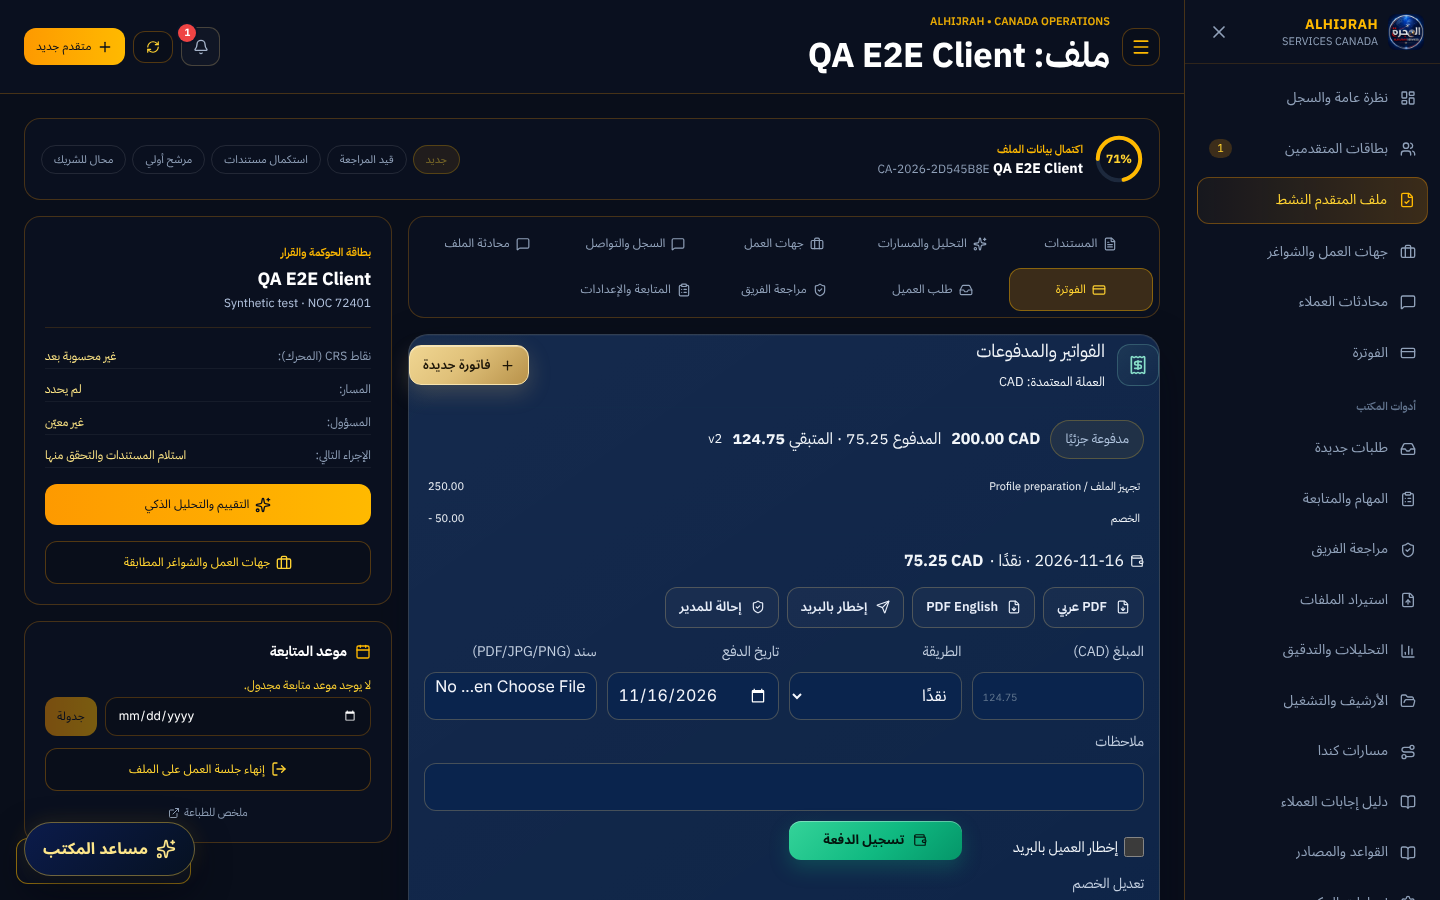 ALHIJRAH
SERVICES CANADA
نظرة عامة والسجل
بطاقات المتقدمين
1
ملف المتقدم النشط
جهات العمل والشواغر
محادثات العملاء
الفوترة
أدوات المكتب
طلبات جديدة
المهام والمتابعة
مراجعة الفريق
استيراد الملفات
التحليلات والتدقيق
الأرشيف والتشغيل
مسارات كندا
دليل إجابات العملاء
القواعد والمصادر
ALHIJRAH • CANADA OPERATIONS
ملف: QA E2E Client
1
متقدم جديد
اكتمال بيانات الملف
71%
QA E2E Client CA-2026-2D545B8E
جديد
قيد المراجعة
استكمال مستندات
مرشح أولي
محال للشريك
المستندات
التحليل والمسارات
جهات العمل
السجل والتواصل
محادثة الملف
الفوترة
طلب العميل
مراجعة الفريق
المتابعة والإعدادات
الفواتير والمدفوعات
العملة المعتمدة: CAD
فاتورة جديدة
مدفوعة جزئيًا
200.00 CAD
المدفوع 75.25 · المتبقي 124.75
v2
تجهيز الملف / Profile preparation
250.00
الخصم
- 50.00
2026-11-16 · نقدًا · 75.25 CAD
PDF عربي
PDF English
إخطار بالبريد
إحالة للمدير
المبلغ (CAD)
الطريقة
تاريخ الدفع
سند (PDF/JPG/PNG)
124.75
نقدًا
11/16/2026
No ...en Choose File
ملاحظات
إخطار العميل بالبريد
تسجيل الدفعة
تعديل الخصم
بطاقة الحوكمة والقرار
QA E2E Client
Synthetic test · NOC 72401
نقاط CRS (المحرك):
غير محسوبة بعد
المسار:
لم يحدد
المسؤول:
غير معيّن
الإجراء التالي:
استلام المستندات والتحقق منها
التقييم والتحليل الذكي
جهات العمل والشواغر المطابقة
موعد المتابعة
لا يوجد موعد متابعة مجدول.
mm/dd/yyyy
جدولة
إنهاء جلسة العمل على الملف
ملخص للطباعة
مساعد المكتب